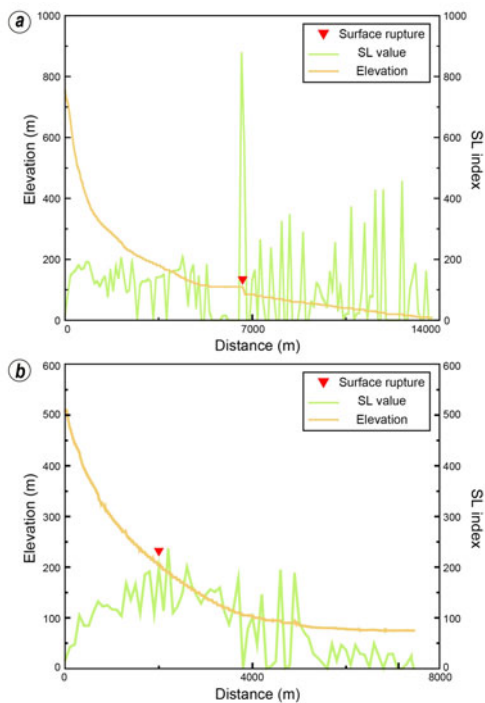 a
1000
800
600
400
200
0
Elevation (m)
1000
800
600
400
200
0
SL index
Surface rupture
SL value
Elevation
0
7000
14000
Distance (m)
b
600
500
400
300
200
100
0
Elevation (m)
600
500
400
300
200
100
0
SL index
Surface rupture
SL value
Elevation
0
4000
8000
Distance (m)